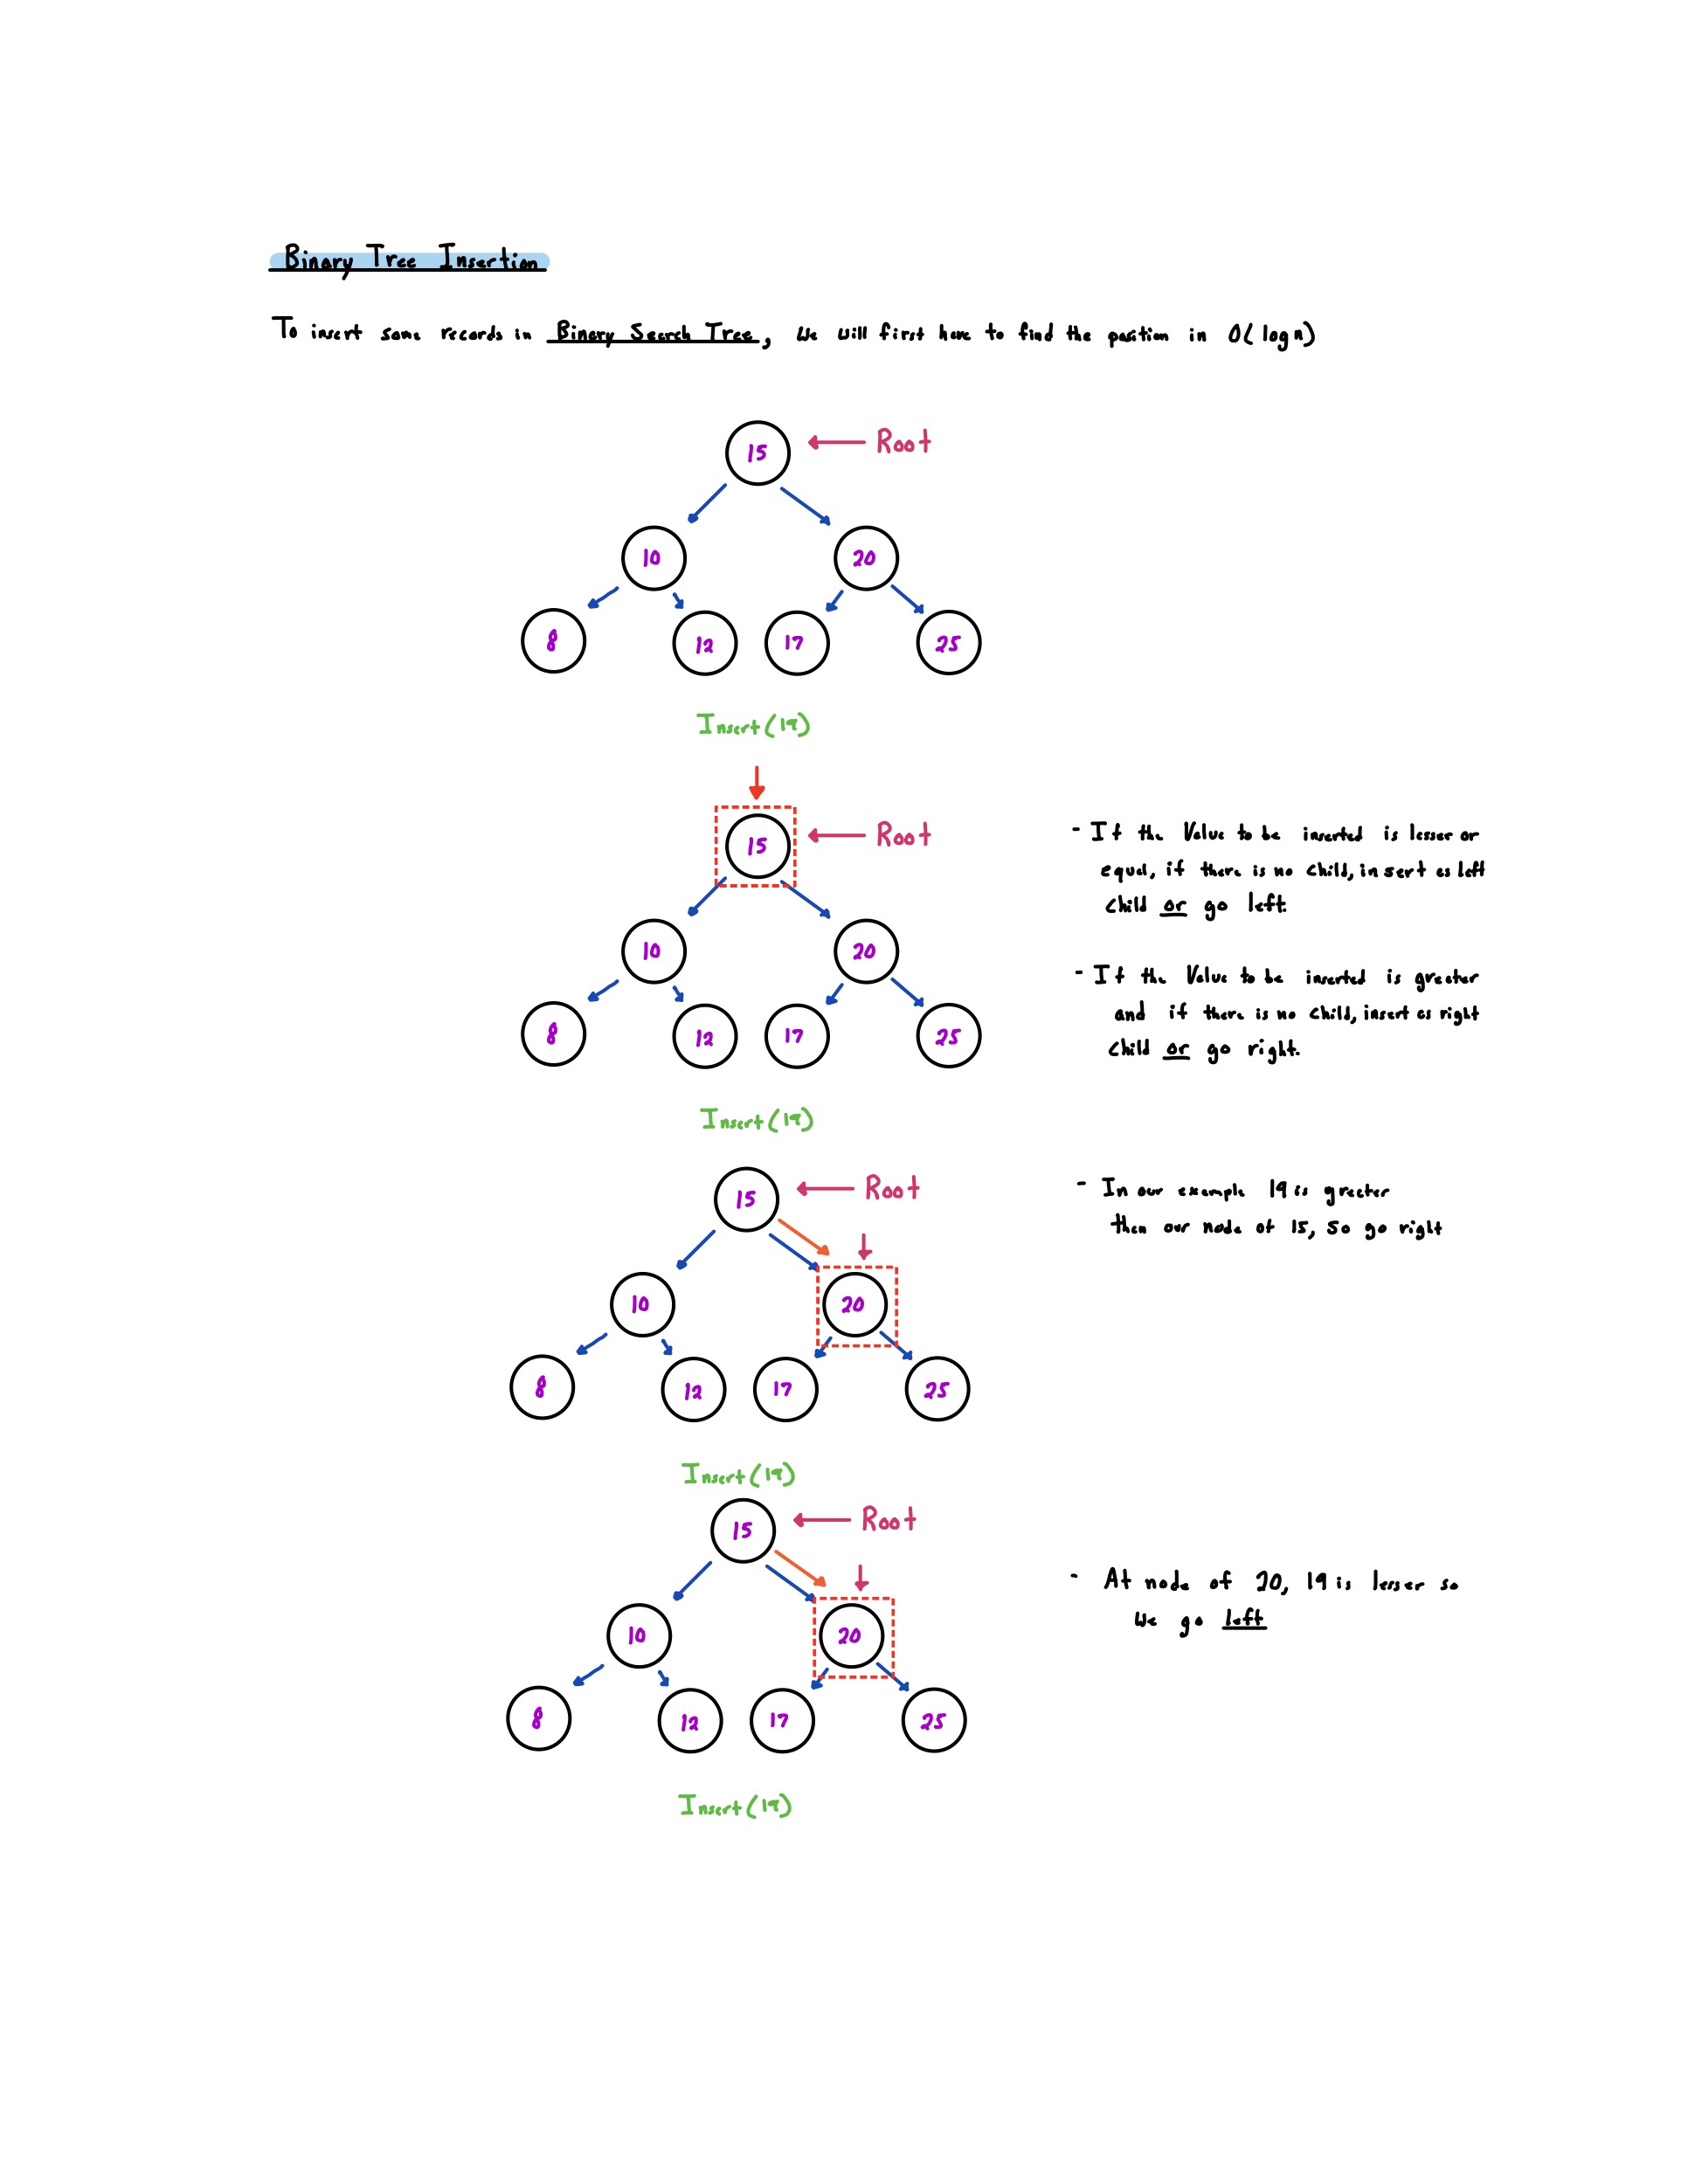 Binary Tree Insertion
To insert some records in Binary Search Tree, We will first have to find the position in O(logn)
15 Root
10 20
8 12 17 25
Insert(19)
15 Root
- If the Value to be inserted is lesser or
equal, if there is no child, insert as left
child or go left.
10 20
- If the Value to be inserted is greater
and if there is no child, insert as right
child or go right.
8 12 17 25
Insert(19)
15 Root
- In our example 19 is greater
then our node of 15, so go right
10 20
8 12 17 25
Insert(19)
15 Root
- At node of 20, 19 is lesser so
we go left
10 20
8 12 17 25
Insert(19)